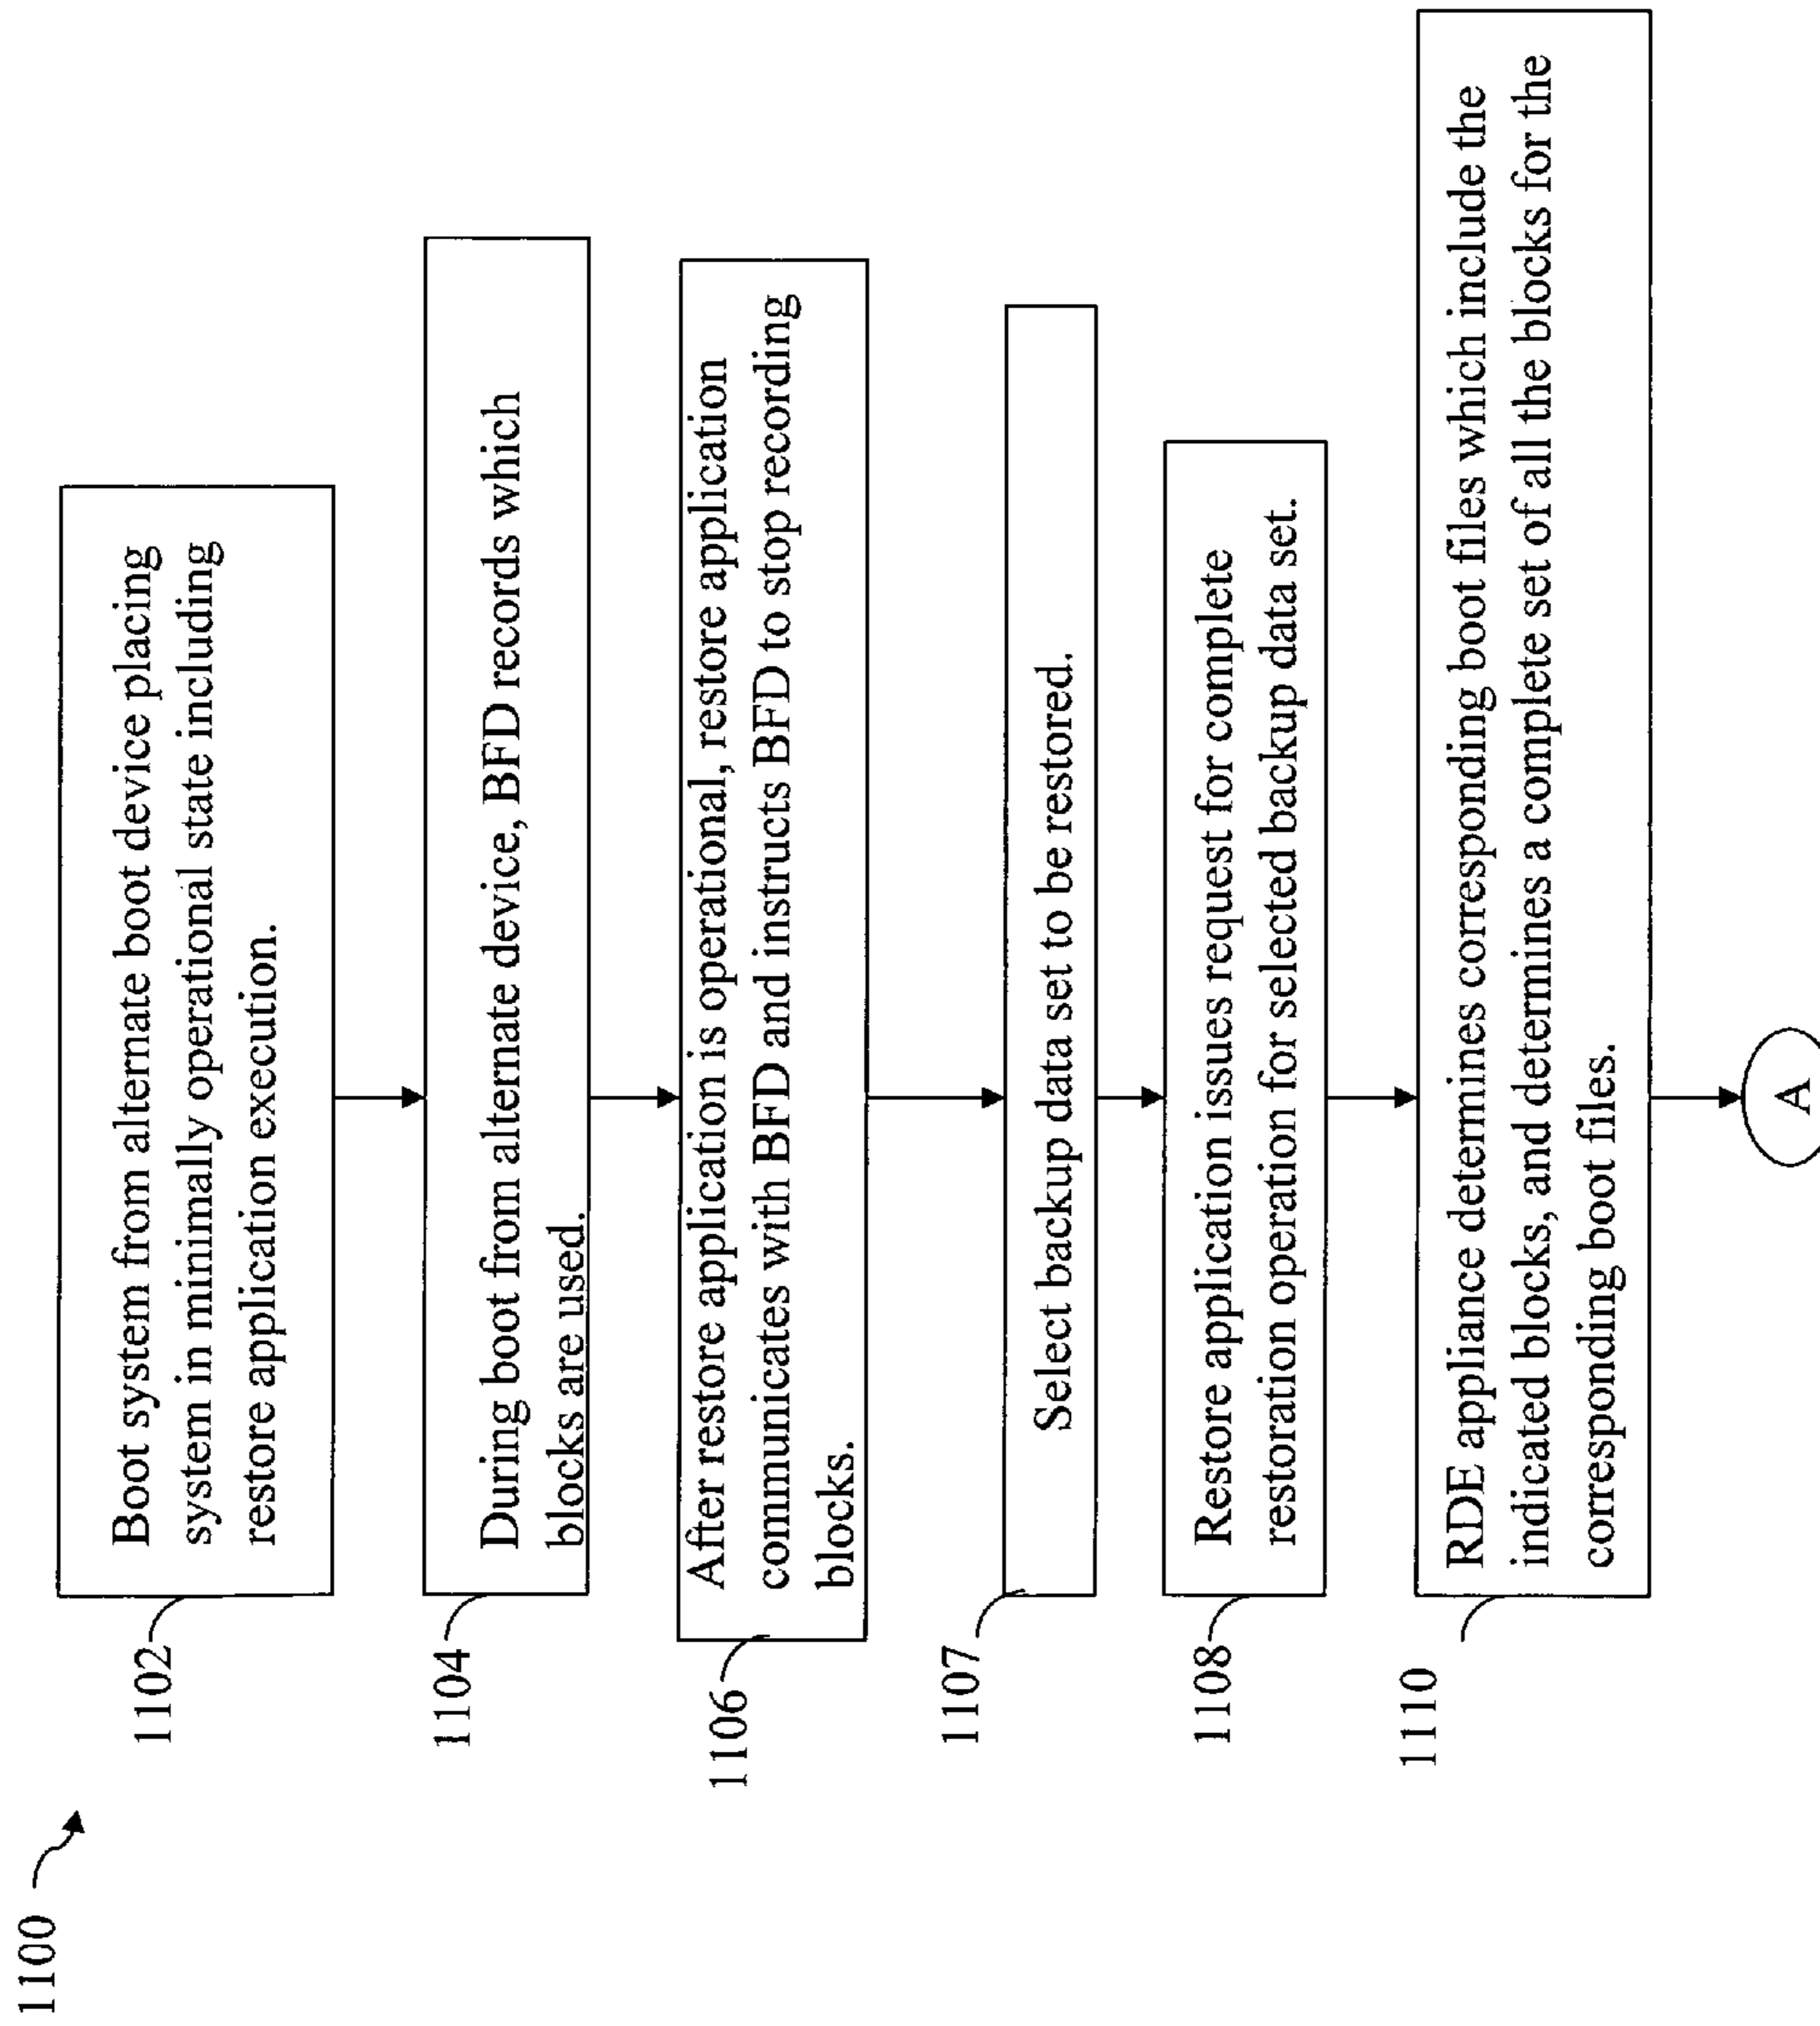 1100
1102
Boot system from alternate boot device placing
system in minimally operational state including
restore application execution.
1104
During boot from alternate device, BFD records which
blocks are used.
1106
After restore application is operational, restore application
communicates with BFD and instructs BFD to stop recording
blocks.
1107
Select backup data set to be restored.
1108
Restore application issues request for complete
restoration operation for selected backup data set.
1110
RDE appliance determines corresponding boot files which include the
indicated blocks, and determines a complete set of all the blocks for the
corresponding boot files.
A